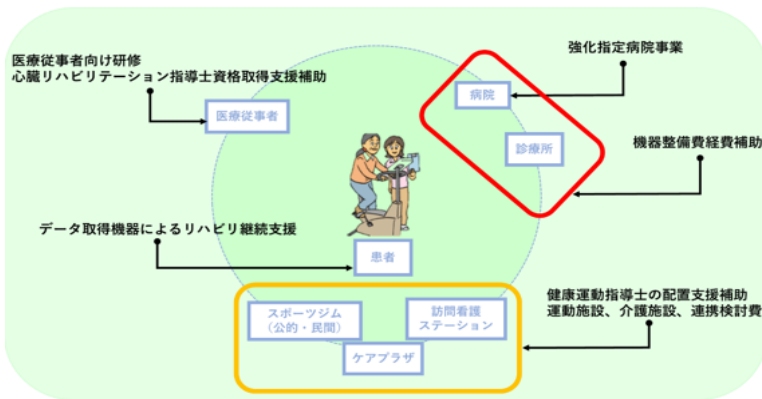 医療従事者向け研修
心臓リハビリテーション指導士資格取得支援補助
強化指定病院事業
病院
医療従事者
診療所
機器整備費経費補助
データ取得機器によるリハビリ継続支援
患者
健康運動指導士の配置支援補助
運動施設、介護施設、連携検討費
スポーツジム
（公的・民間）
訪問看護
ステーション
ケアプラザ